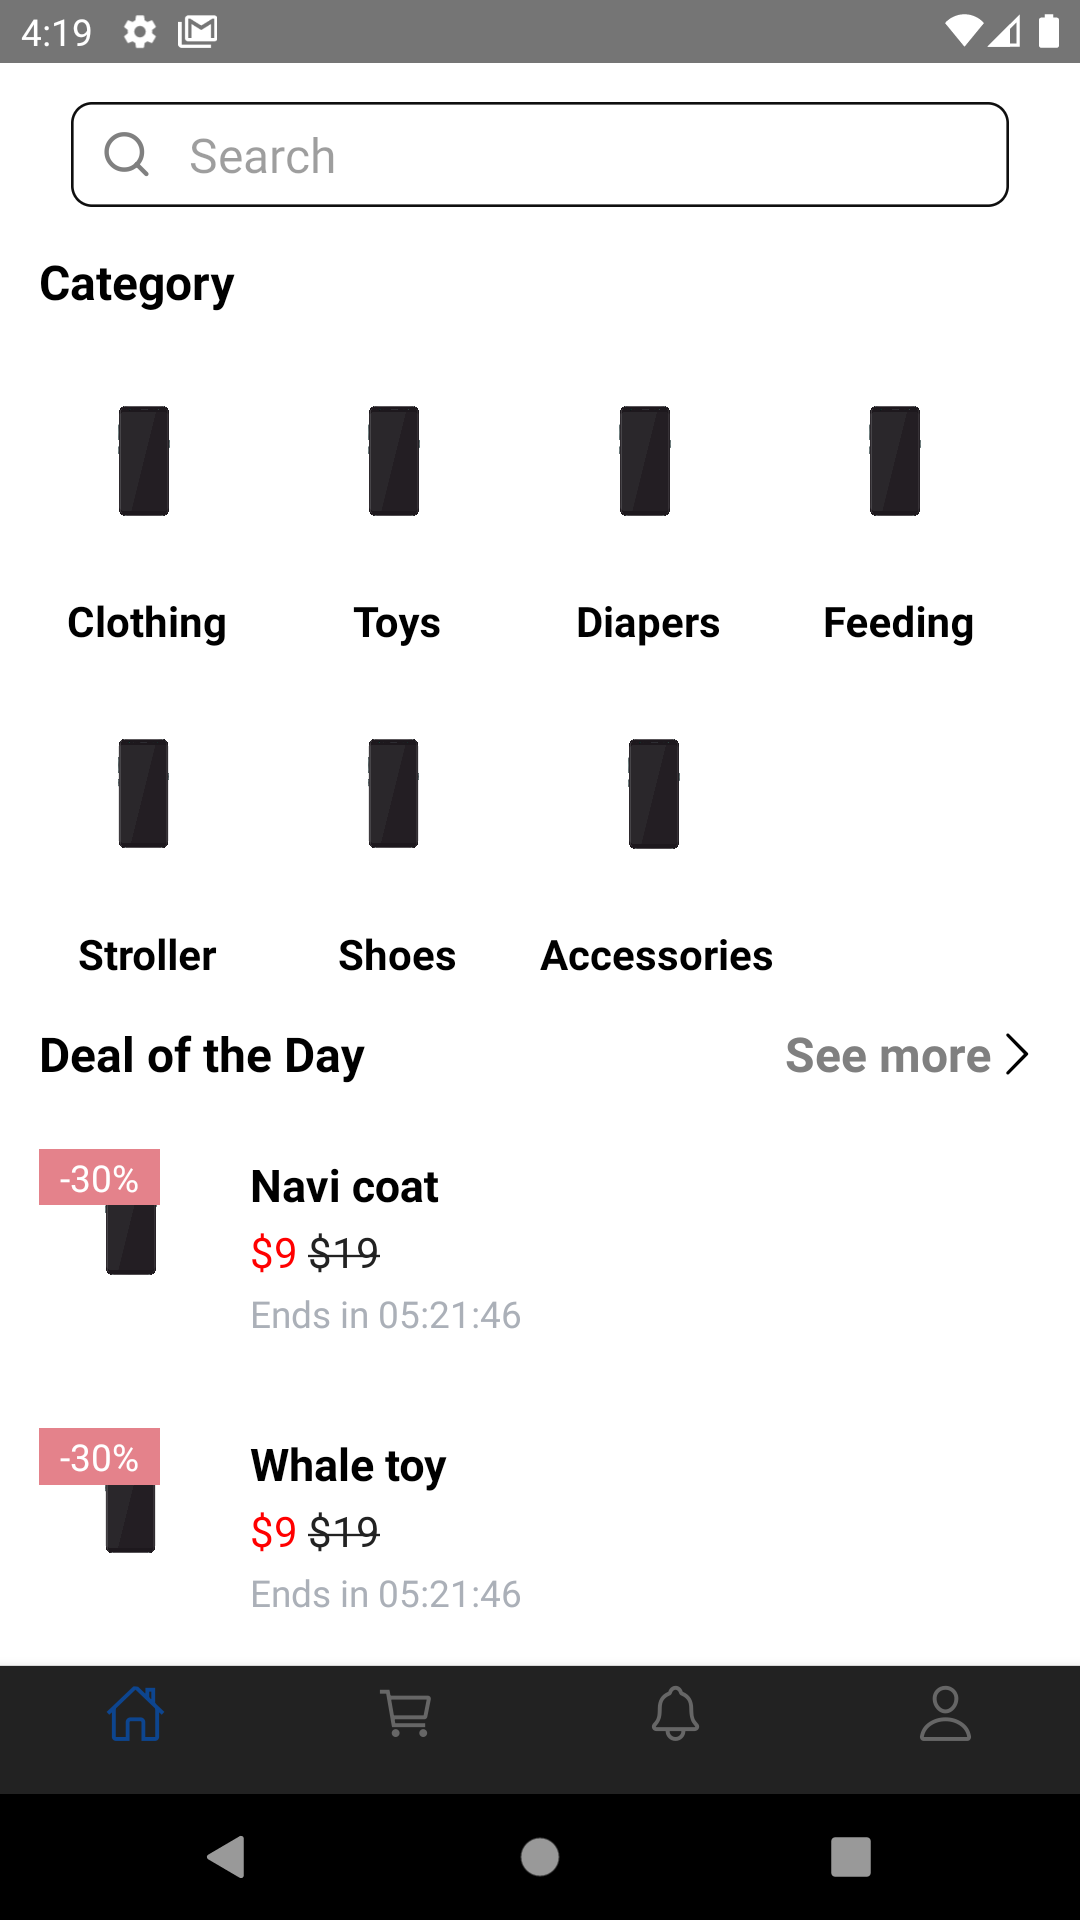 4:19
Search
Category
Clothing Toys Diapers Feeding
Stroller Shoes Accessories
Deal of the Day See more
-30%
Navi coat
$9 $19
Ends in 05:21:46
-30%
Whale toy
$9 $19
Ends in 05:21:46